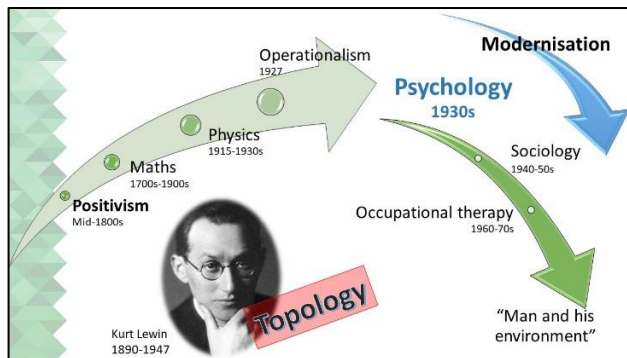 Operationalism
1927
Modernisation
Psychology
1930s
Physics
1915-1930s
Maths
1700s-1900s
Positivism
Mid-1800s
Sociology
1940-50s
Occupational therapy
1960-70s
Topology
Kurt Lewin
1890-1947
“Man and his
environment”